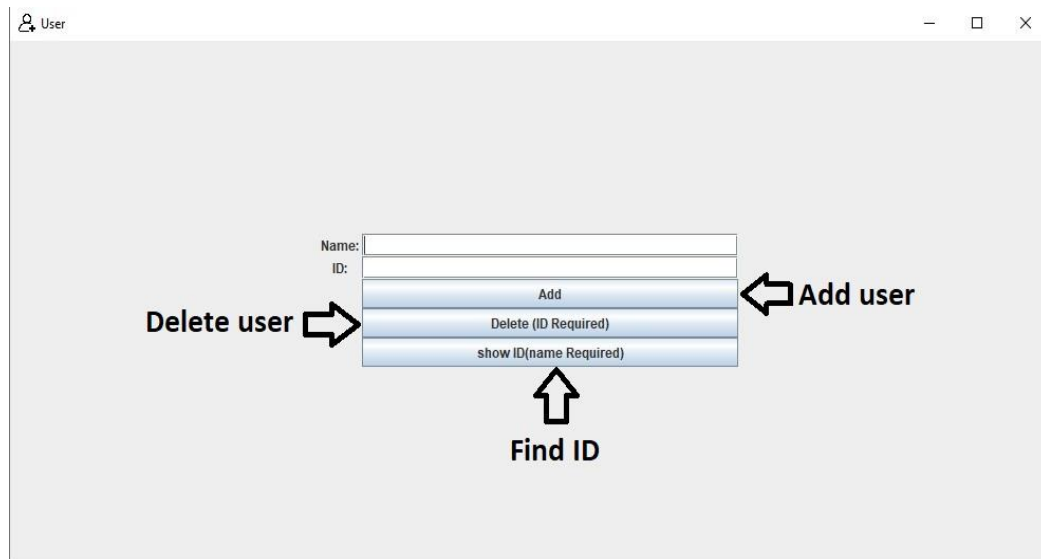 User
Name:
ID:
Add
Add user
Delete user
Delete (ID Required)
show ID(name Required)
Find ID